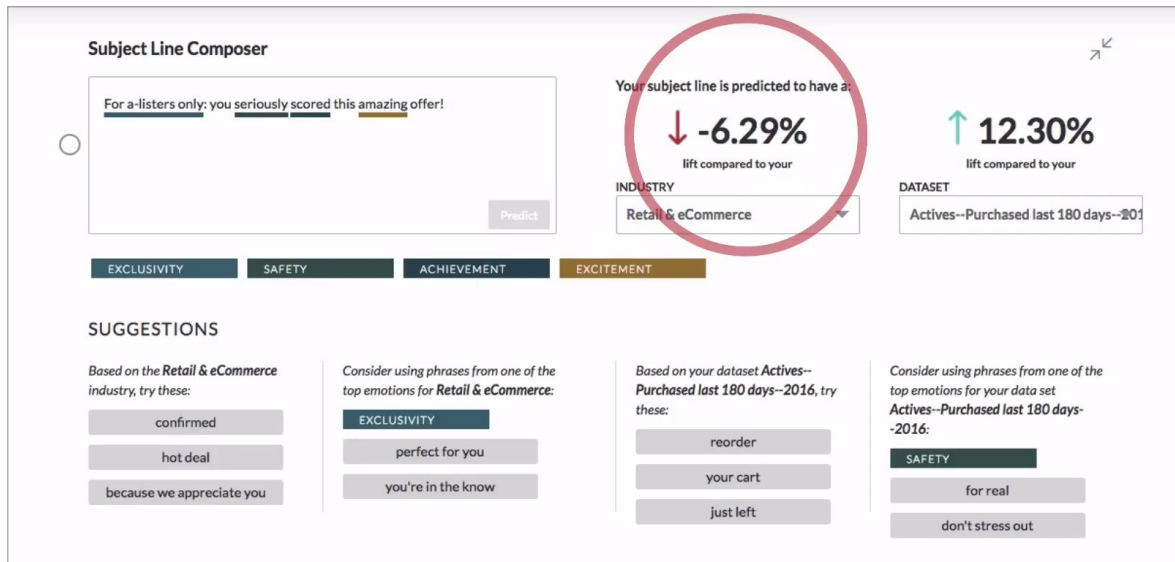 Subject Line Composer
For a-listers only: you seriously scored this amazing offer!
Predict
Your subject line is predicted to have a:
↓ -6.29%
lift compared to your
INDUSTRY
Retail & eCommerce
↑ 12.30%
lift compared to your
DATASET
Actives--Purchased last 180 days--201
EXCLUSIVITY
SAFETY
ACHIEVEMENT
EXCITEMENT
SUGGESTIONS
Based on the Retail & eCommerce
industry, try these:
confirmed
hot deal
because we appreciate you
Consider using phrases from one of the
top emotions for Retail & eCommerce:
EXCLUSIVITY
perfect for you
you're in the know
Based on your dataset Actives--
Purchased last 180 days--2016, try
these:
reorder
your cart
just left
Consider using phrases from one of the
top emotions for your data set
Actives--Purchased last 180 days-
-2016:
SAFETY
for real
don't stress out